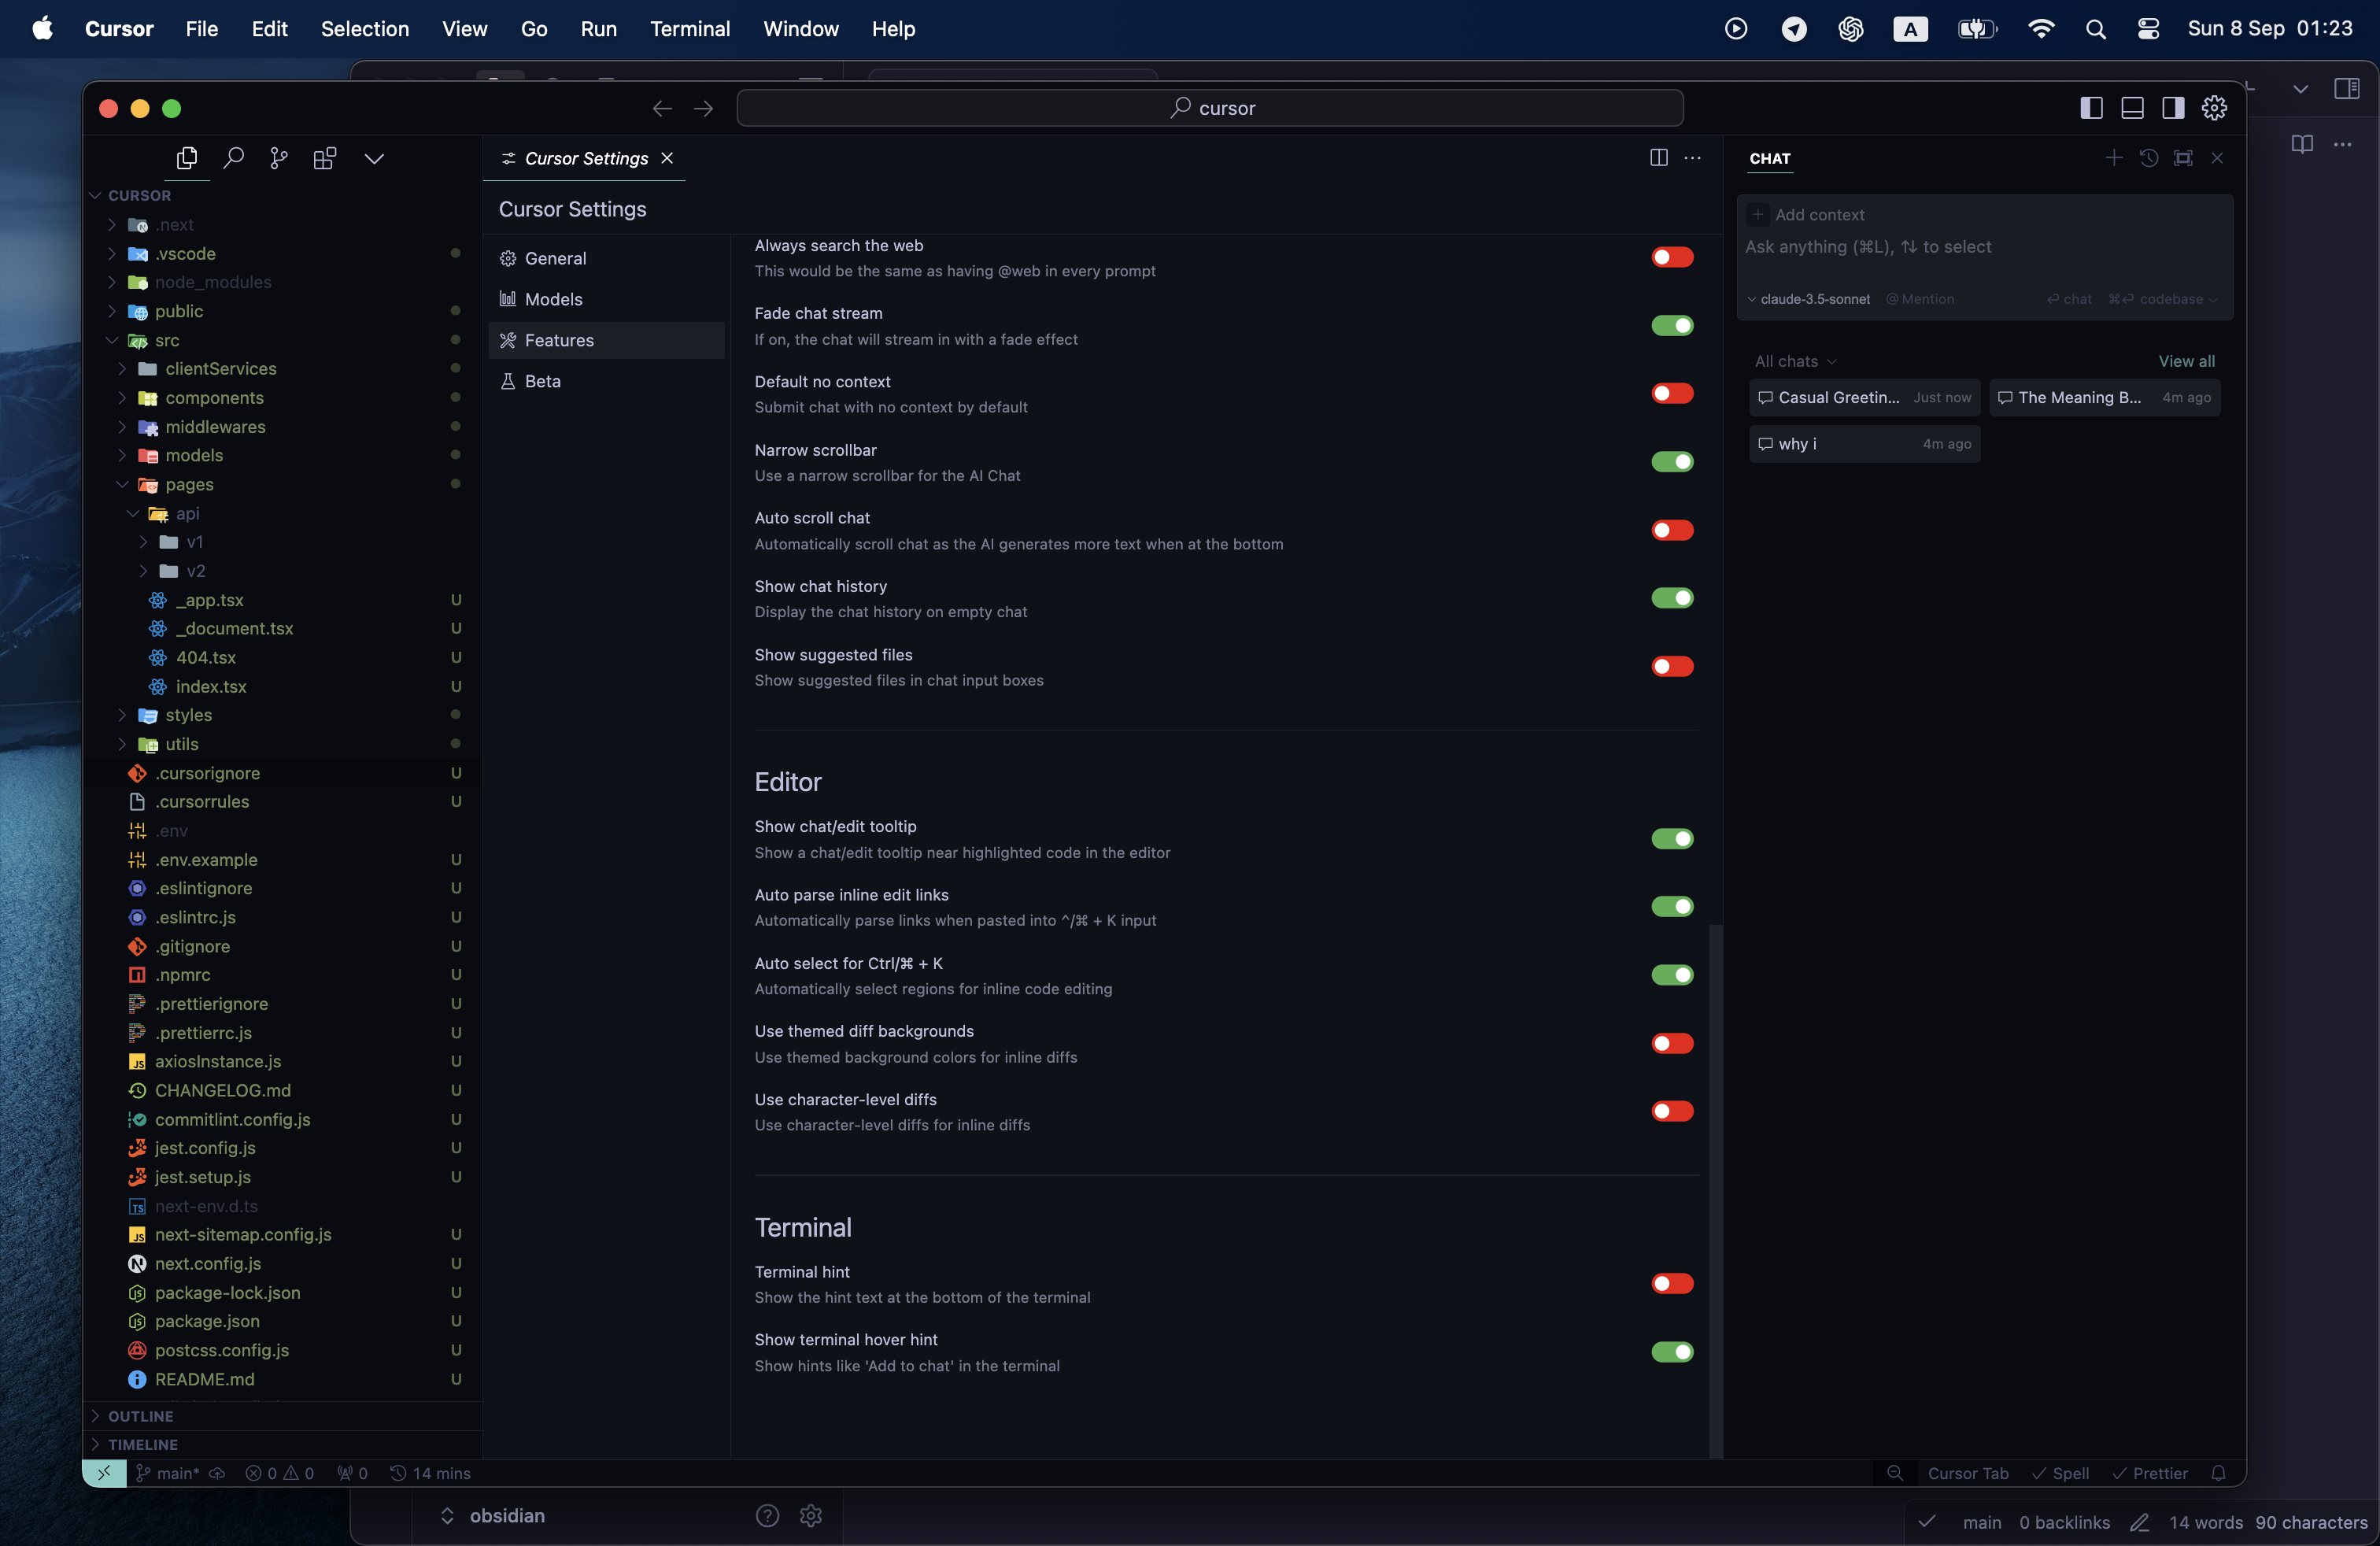 Cursor File Edit Selection View Go Run Terminal Window Help
A Sun 8 Sep 01:23
cursor
CURSOR
.next
.vscode
node_modules
public
src
clientServices
components
middlewares
models
pages
api
v1
v2
_app.tsx U
_document.tsx U
404.tsx U
index.tsx U
styles
utils
.cursorignore U
.cursorrules U
.env
.env.example U
.eslintignore U
.eslintrc.js U
.gitignore U
.npmrc U
.prettierignore U
.prettierrc.js U
axiosInstance.js U
CHANGELOG.md U
commitlint.config.js U
jest.config.js U
jest.setup.js U
next-env.d.ts
next-sitemap.config.js U
next.config.js U
package-lock.json U
package.json U
postcss.config.js U
README.md U
OUTLINE
TIMELINE
Cursor Settings
Cursor Settings
General
Models
Features
Beta
Always search the web
This would be the same as having @web in every prompt
Fade chat stream
If on, the chat will stream in with a fade effect
Default no context
Submit chat with no context by default
Narrow scrollbar
Use a narrow scrollbar for the AI Chat
Auto scroll chat
Automatically scroll chat as the AI generates more text when at the bottom
Show chat history
Display the chat history on empty chat
Show suggested files
Show suggested files in chat input boxes
Editor
Show chat/edit tooltip
Show a chat/edit tooltip near highlighted code in the editor
Auto parse inline edit links
Automatically parse links when pasted into ^/⌘ + K input
Auto select for Ctrl/⌘ + K
Automatically select regions for inline code editing
Use themed diff backgrounds
Use themed background colors for inline diffs
Use character-level diffs
Use character-level diffs for inline diffs
Terminal
Terminal hint
Show the hint text at the bottom of the terminal
Show terminal hover hint
Show hints like 'Add to chat' in the terminal
CHAT
+ Add context
Ask anything (⌘L), ↑↓ to select
claude-3.5-sonnet @ Mention ⏎ chat ⌘⏎ codebase
All chats View all
Casual Greetin... Just now
The Meaning B... 4m ago
why i 4m ago
main* 0 0 0 14 mins
Cursor Tab Spell Prettier
obsidian
main 0 backlinks 14 words 90 characters